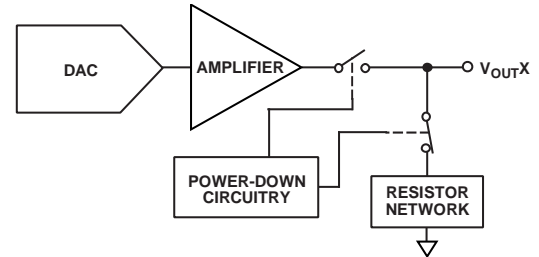 DAC
AMPLIFIER
VOUTX
POWER-DOWN
CIRCUITRY
RESISTOR
NETWORK